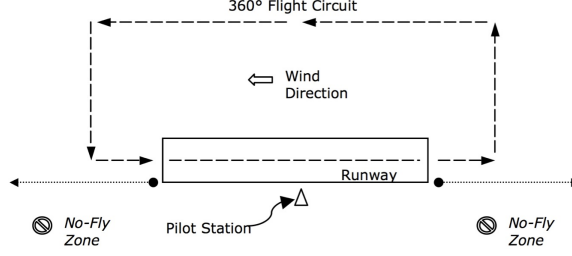 360° Flight Circuit
Wind
Direction
Runway
Pilot Station
No-Fly
Zone
No-Fly
Zone